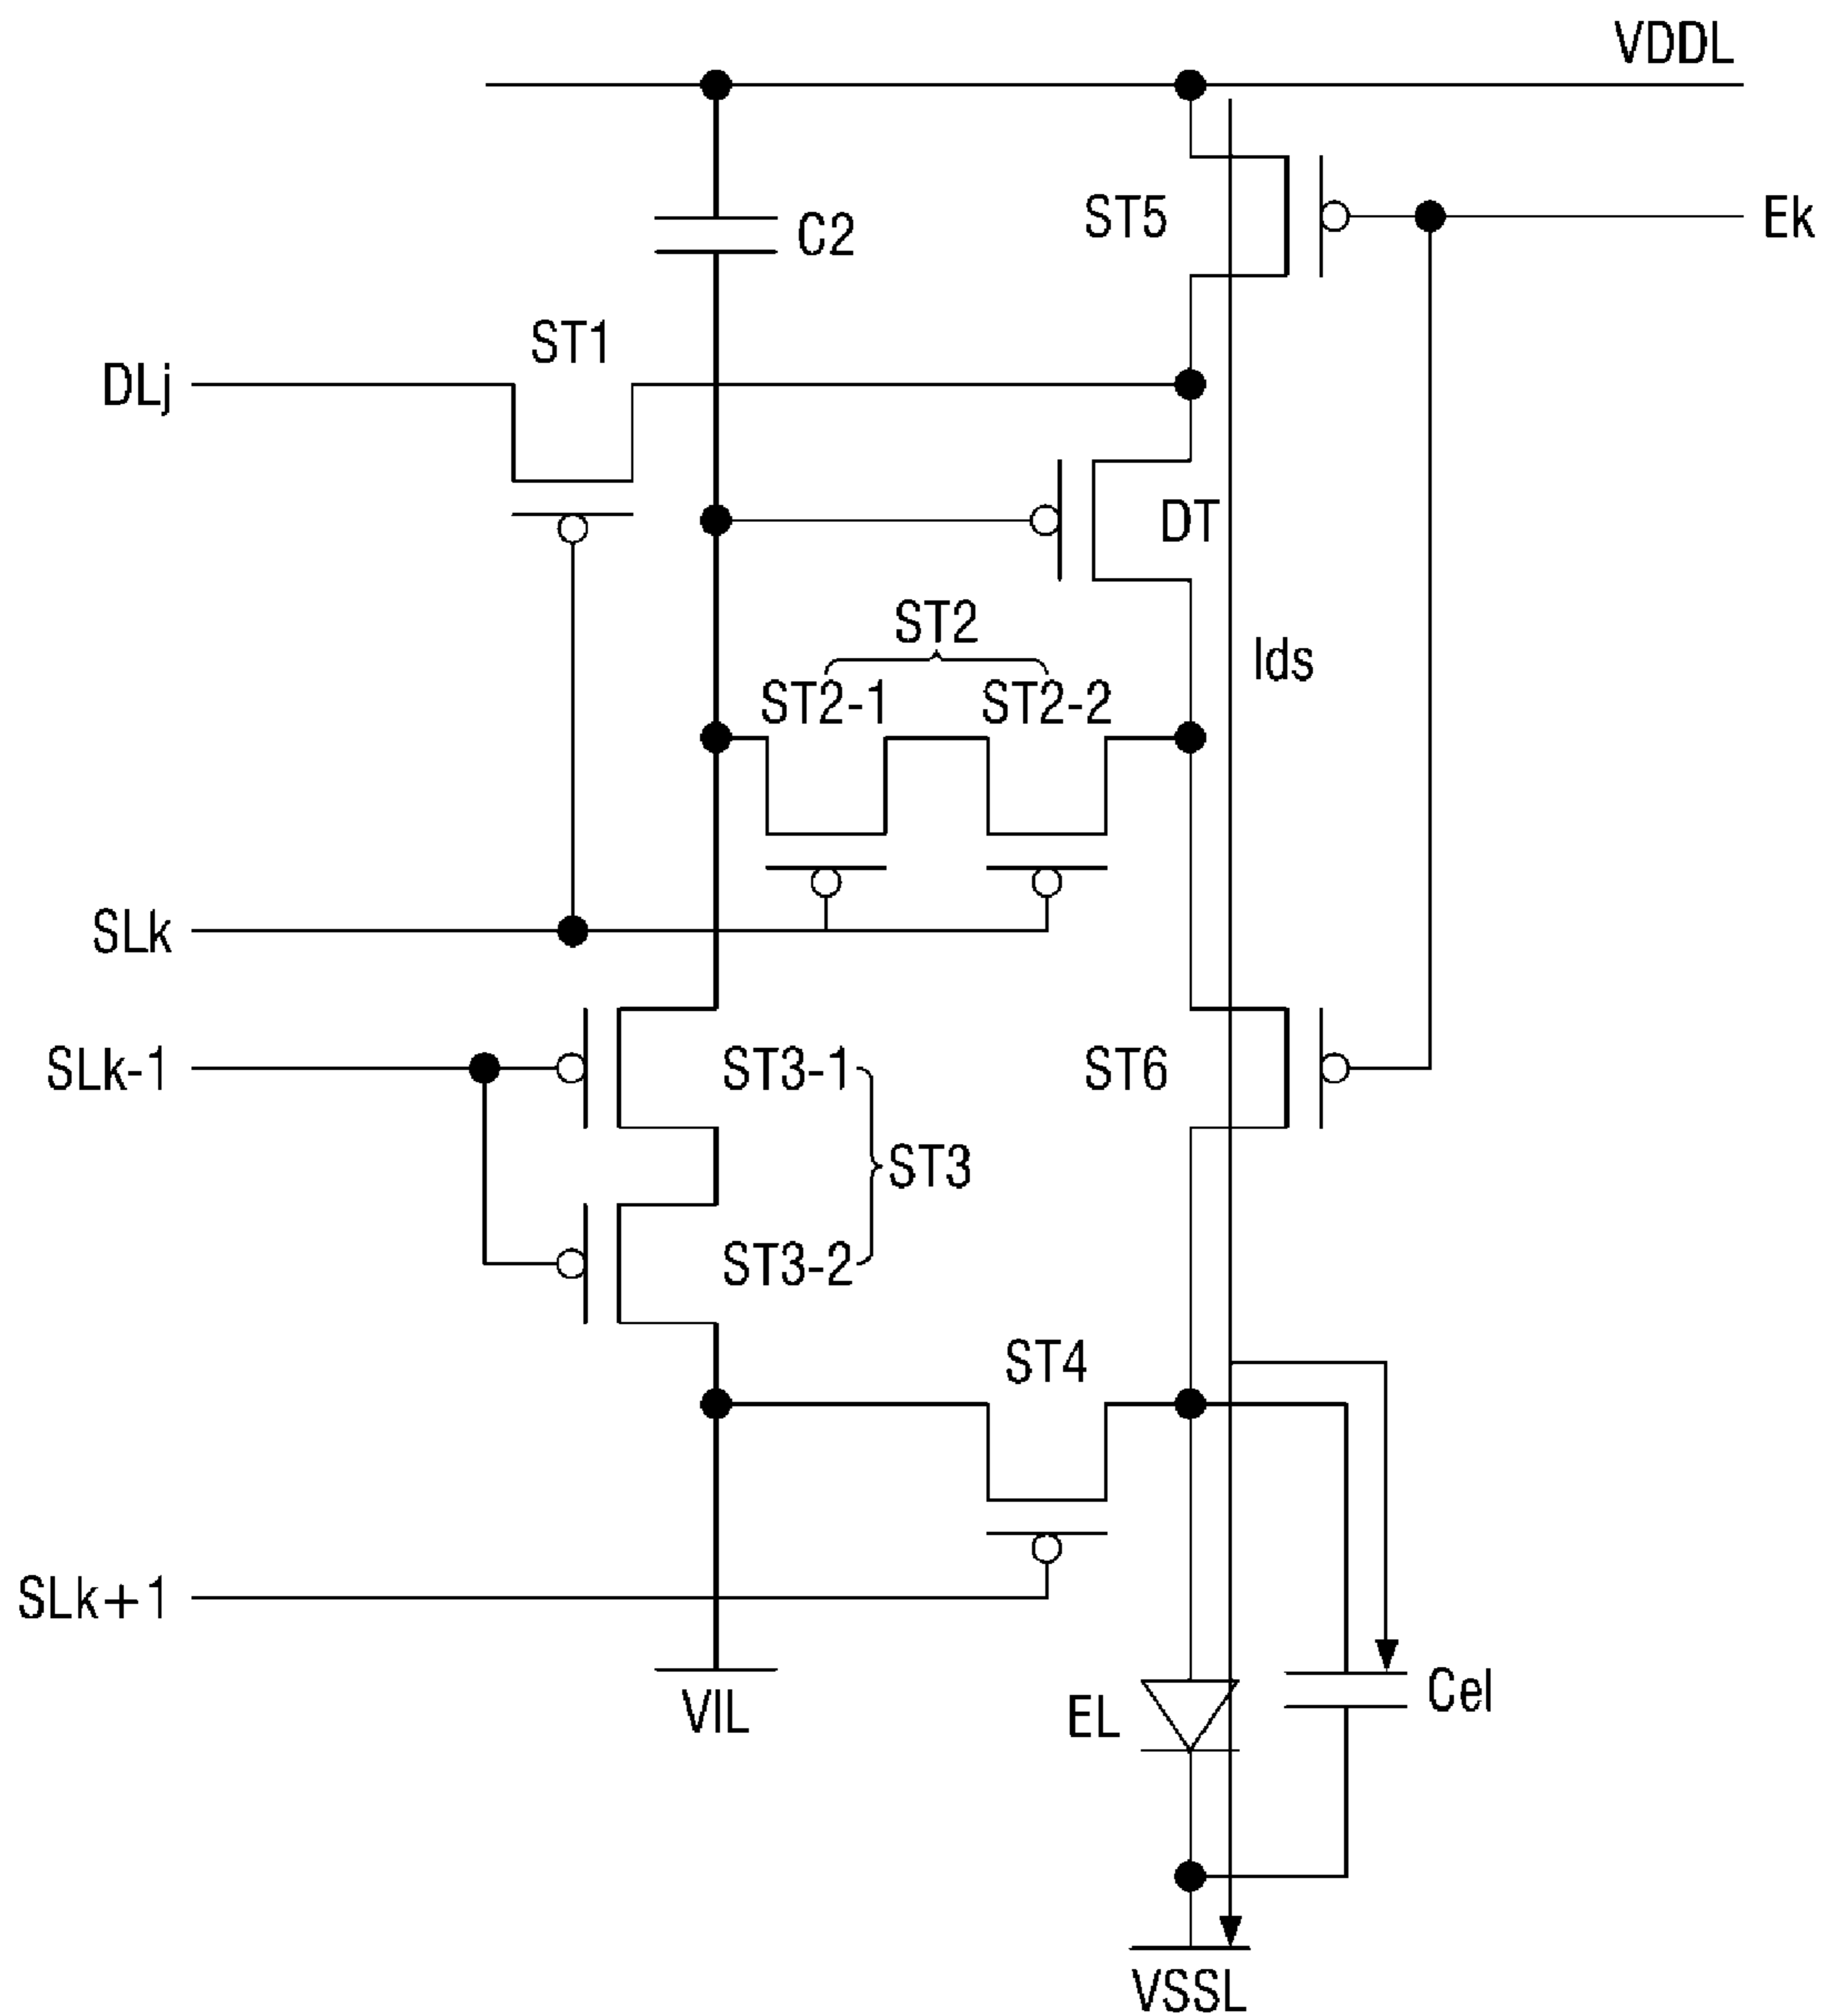 VDDL
ST5
Ek
C2
ST1
DLj
DT
ST2
Ids
ST2-1
ST2-2
SLk
SLk-1
ST3-1
ST6
ST3
ST3-2
ST4
SLk+1
VIL
EL
Cel
VSSL